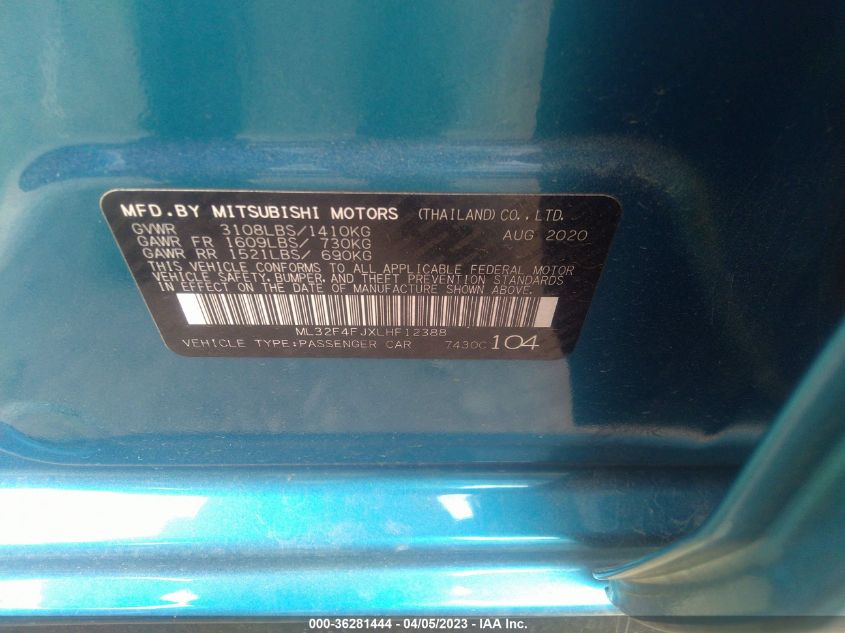 MFD.BY MITSUBISHI MOTORS (THAILAND)CO.,LTD.
GVWR 3108LBS/1410KG AUG 2020
GAWR FR 1609LBS/ 730KG
GAWR RR 1521LBS/ 690KG
THIS VEHICLE CONFORMS TO ALL APPLICABLE FEDERAL MOTOR
VEHICLE SAFETY, BUMPER, AND THEFT PREVENTION STANDARDS
IN EFFECT ON THE DATE OF MANUFACTURE SHOWN ABOVE.
ML32F4FJXLHF12388
VEHICLE TYPE:PASSENGER CAR 7430C 104
000-36281444 - 04/05/2023 - IAA Inc.